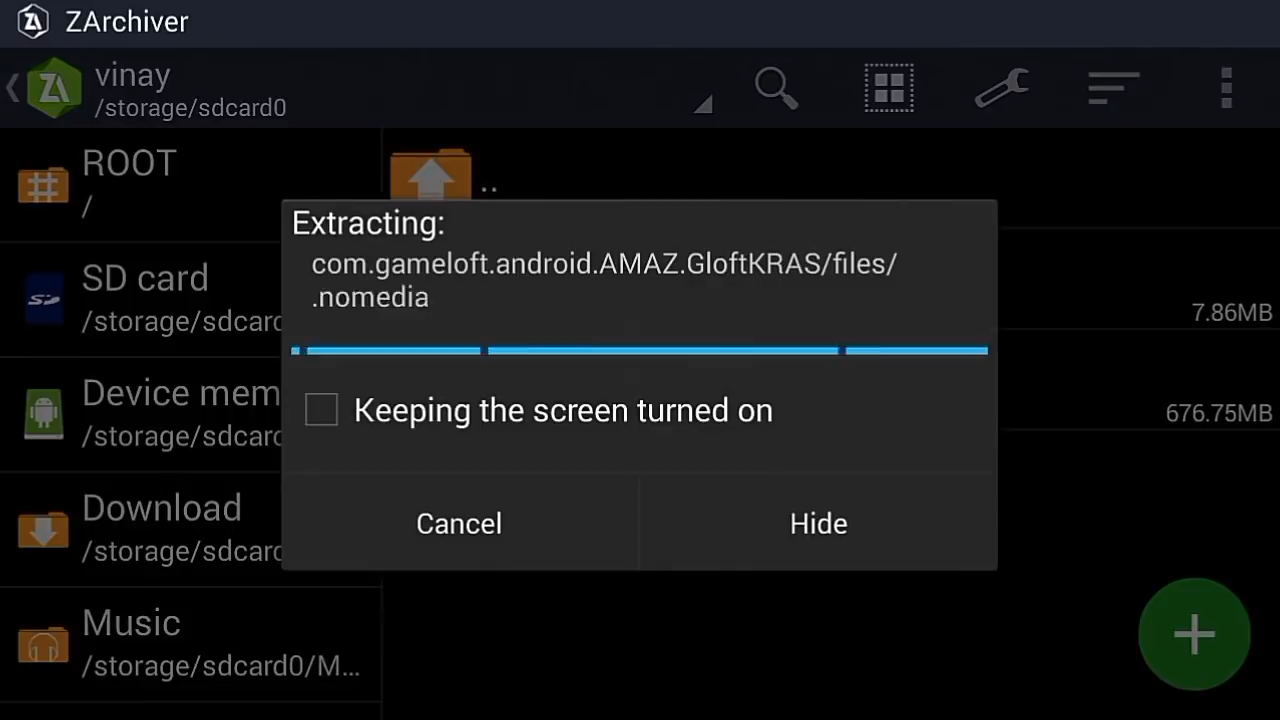 ZArchiver
vinay
/storage/sdcard0
ROOT
/
SD card
/storage/sdcard
Device mem
/storage/sdcard
Download
/storage/sdcard
Music
/storage/sdcard0/M...
..
7.86MB
676.75MB
Extracting:
com.gameloft.android.AMAZ.GloftKRAS/files/
.nomedia
Keeping the screen turned on
Cancel
Hide